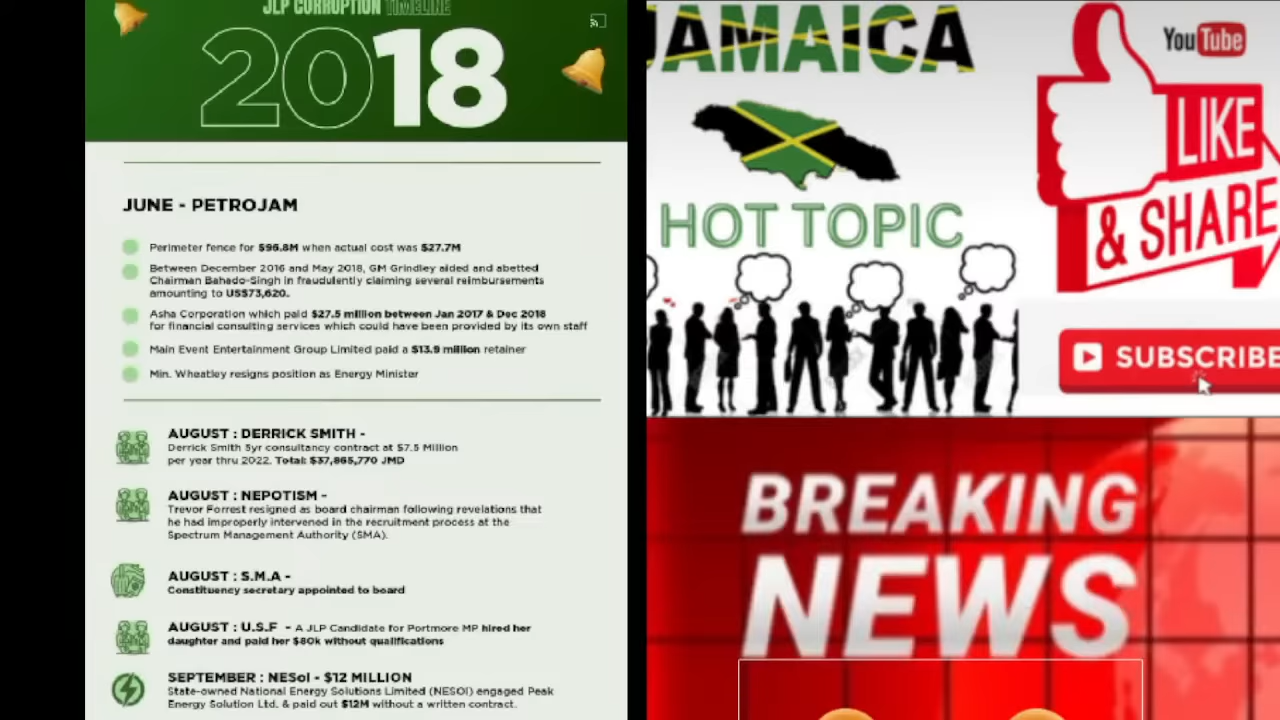 JLP CORRUPTION TIMELINE
2018
JUNE - PETROJAM
Perimeter fence for $96.8M when actual cost was $27.7M
Between December 2016 and May 2018, GM Grindley aided and abetted
Chairman Bahado-Singh in fraudulently claiming several reimbursements
amounting to US$73,620.
Asha Corporation which paid $27.5 million between Jan 2017 & Dec 2018
for financial consulting services which could have been provided by its own staff
Main Event Entertainment Group Limited paid a $13.9 million retainer
Min. Wheatley resigns position as Energy Minister
AUGUST : DERRICK SMITH -
Derrick Smith 5yr consultancy contract at $7.5 Million
per year thru 2022. Total: $37,865,770 JMD
AUGUST : NEPOTISM -
Trevor Forrest resigned as board chairman following revelations that
he had improperly intervened in the recruitment process at the
Spectrum Management Authority (SMA).
AUGUST : S.M.A -
Constituency secretary appointed to board
AUGUST : U.S.F - A JLP Candidate for Portmore MP hired her
daughter and paid her $80k without qualifications
SEPTEMBER : NESol - $12 MILLION
State-owned National Energy Solutions Limited (NESOl) engaged Peak
Energy Solution Ltd. & paid out $12M without a written contract.
JAMAICA
HOT TOPIC
YouTube
LIKE
& SHARE
SUBSCRIBE
BREAKING
NEWS